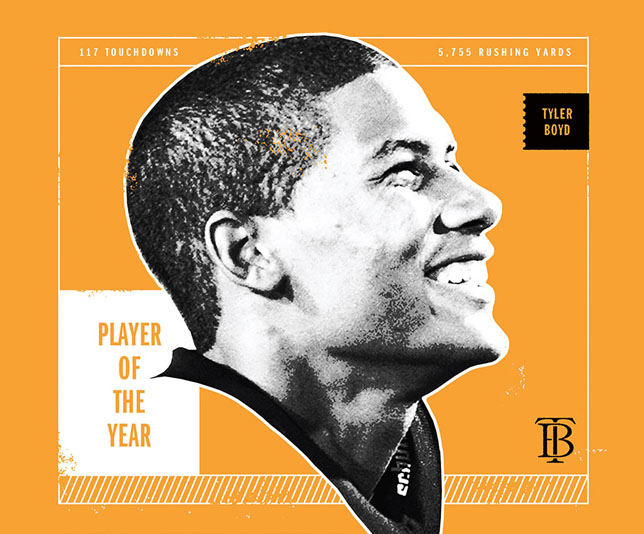 117 TOUCHDOWNS
5,755 RUSHING YARDS
TYLER
BOYD
PLAYER
OF
THE
YEAR
TB